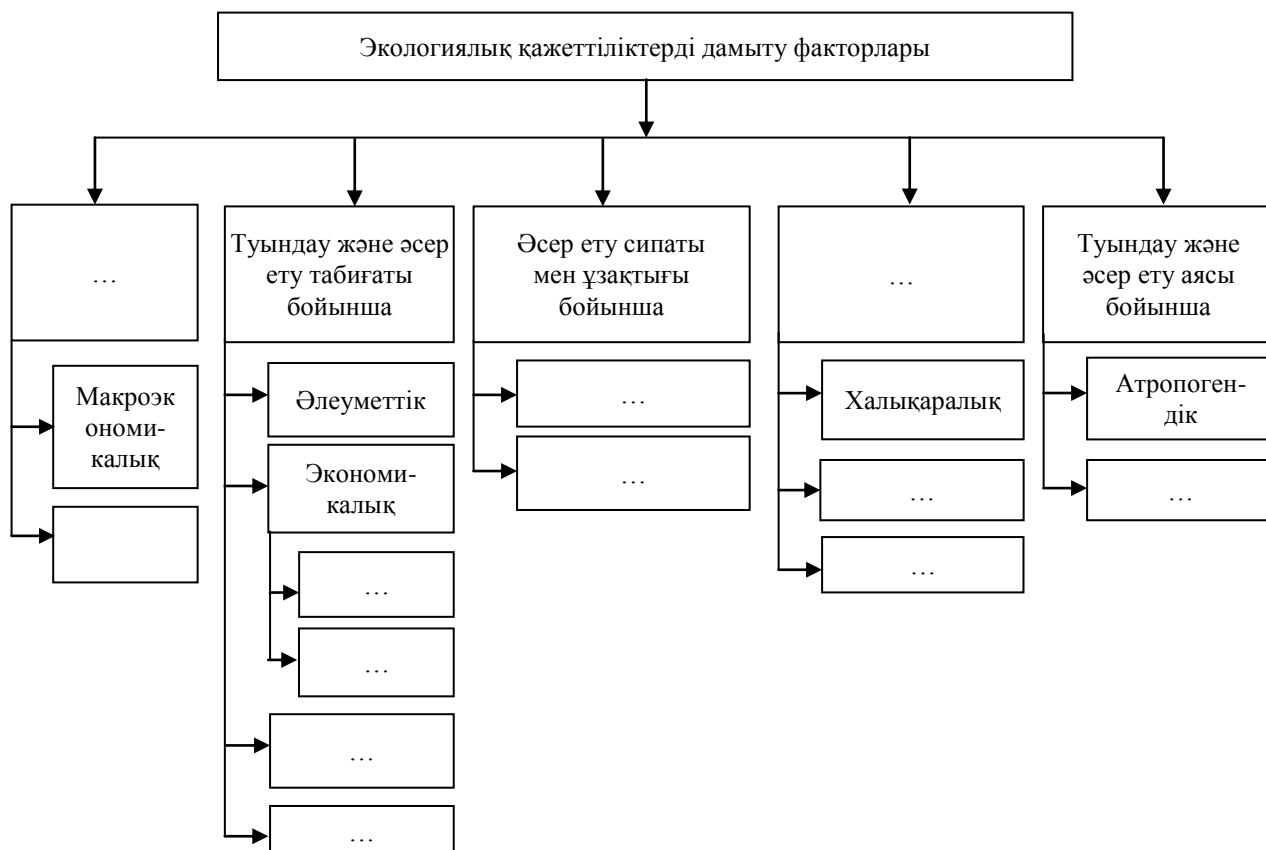 Экологиялық қажеттіліктерді дамыту факторлары
…
Туындау және әсер
ету табиғаты
бойынша
Әсер ету сипаты
мен ұзақтығы
бойынша
…
Туындау және
әсер ету аясы
бойынша
Макроэк
ономи-
калық
Әлеуметтік
Экономи-
калық
…
…
…
…
…
…
Халықаралық
…
…
Атропоген-
дік
…